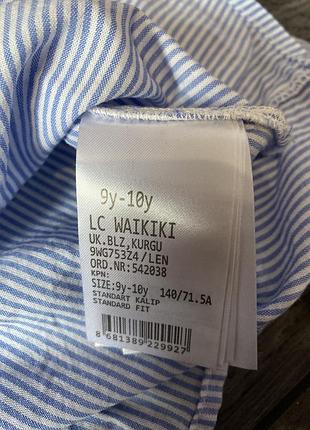 9y-10y
LC WAIKIKI
UK.BLZ,KURGU
9WG753Z4/LEN
ORD.NR:542038
KPN:
SIZE:9y-10y 140/71.5A
STANDART KALIP
STANDARD FIT
8 681389 229927